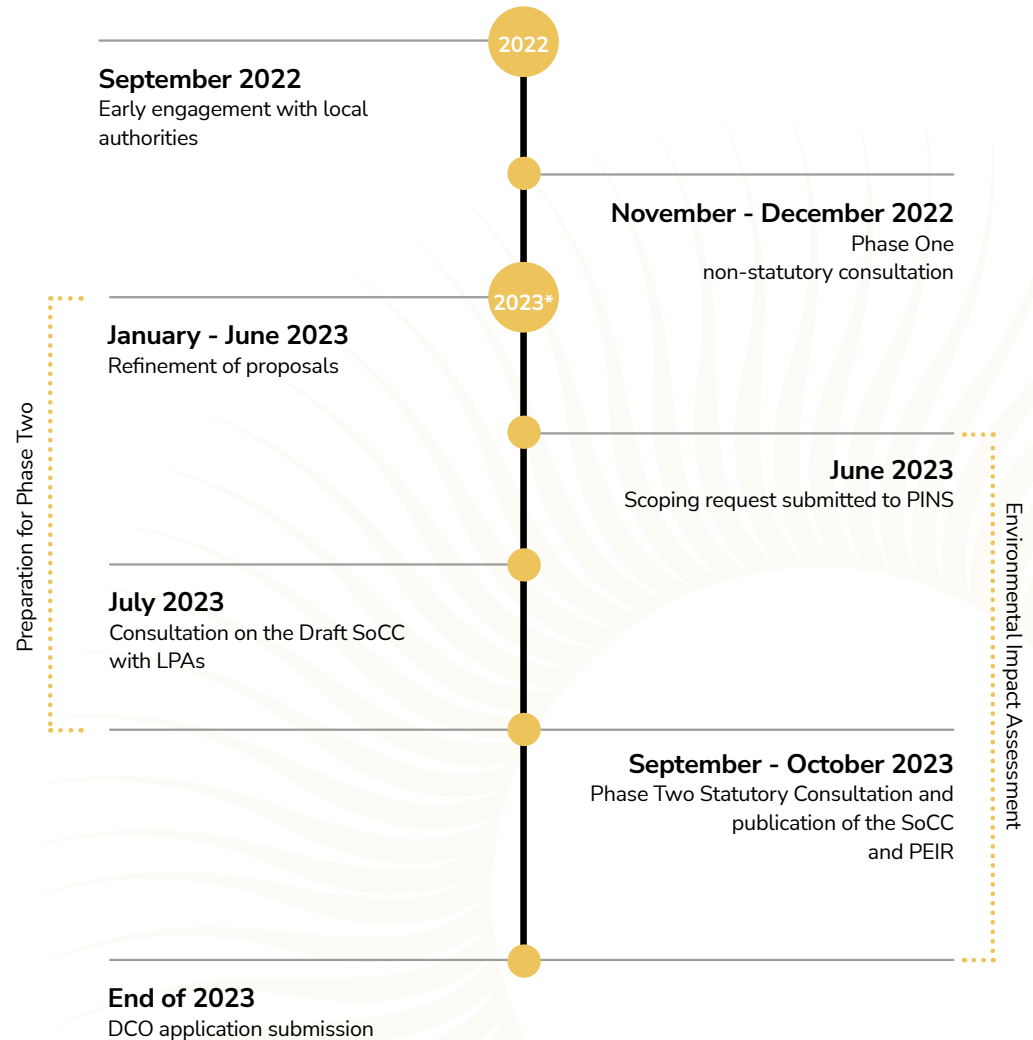 2022
September 2022
Early engagement with local
authorities
November - December 2022
Phase One
non-statutory consultation
2023*
January - June 2023
Refinement of proposals
Preparation for Phase Two
June 2023
Scoping request submitted to PINS
Environmental Impact Assessment
July 2023
Consultation on the Draft SoCC
with LPAs
September - October 2023
Phase Two Statutory Consultation and
publication of the SoCC
and PEIR
End of 2023
DCO application submission